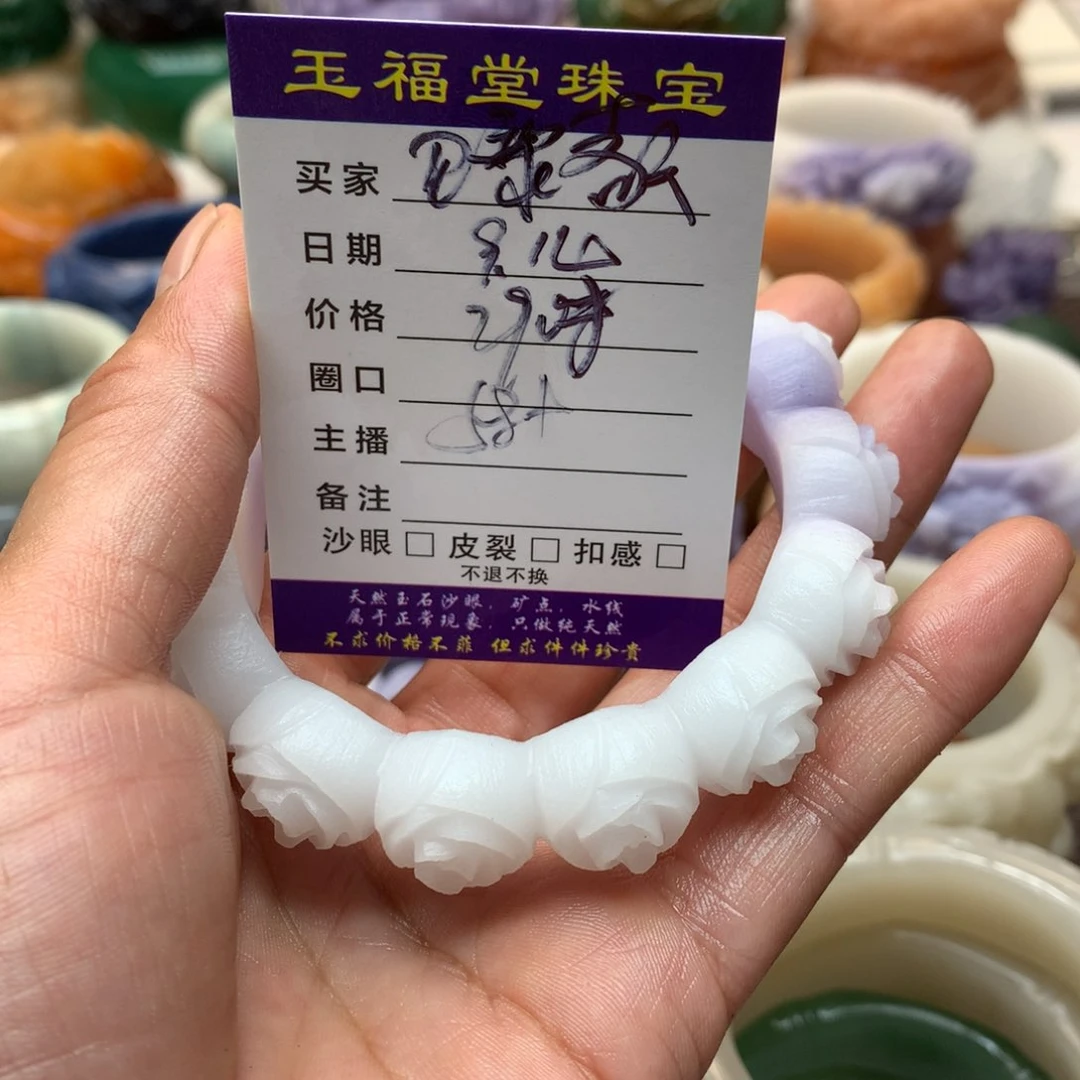 玉福堂珠宝
买家
日期
价格
圈口
主播
备注
沙眼□ 皮裂□ 扣感□
不退不换
天然玉石沙眼，矿点，水线
属于正常现象，只做纯天然
不求价格不菲 但求件件珍贵